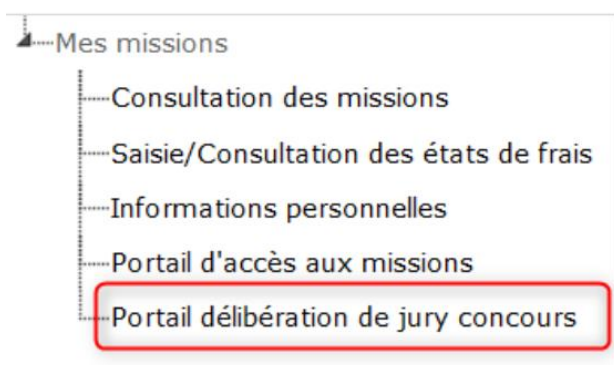 Mes missions
Consultation des missions
Saisie/Consultation des états de frais
Informations personnelles
Portail d'accès aux missions
Portail délibération de jury concours